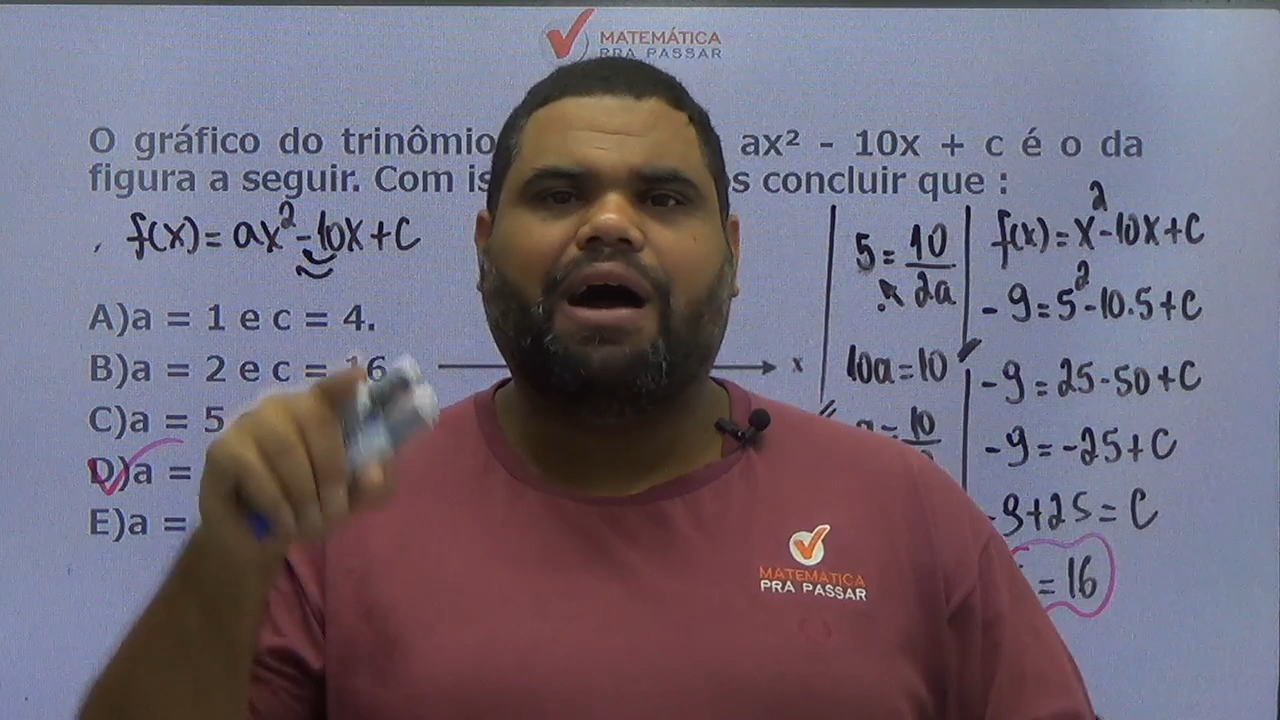 MATEMÁTICA
PRA PASSAR
O gráfico do trinômio ax² - 10x + c é o da
figura a seguir. Com is s concluir que :
f(x) = ax² - 10x + C
A)a = 1 e c = 4.
B)a = 2 e c = 16
C)a = 5
D)a =
E)a =
x
5 = 10
2a
10a = 10
a = 10
f(x) = x² - 10x + C
-9 = 5² - 10.5 + C
-9 = 25 - 50 + C
-9 = -25 + C
-9 + 25 = C
= 16
MATEMÁTICA
PRA PASSAR